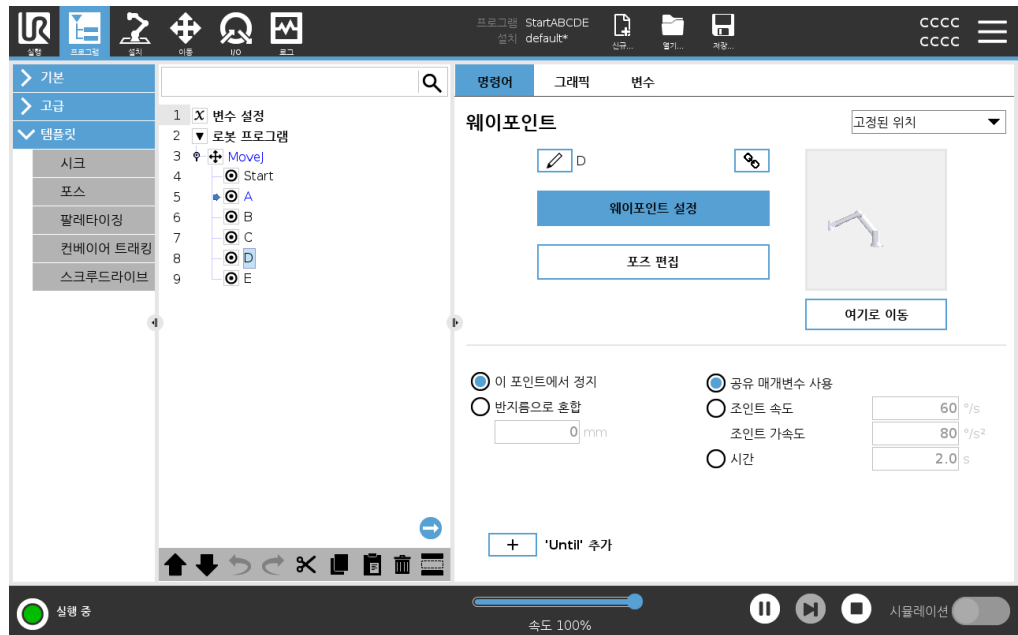 UR
프로그램 StartABCDE
설치 default*
cccc
cccc
실행 프로그램 설치 이동 I/O 로그 신규... 열기... 저장...
기본
고급
템플릿
시크
포스
팔레타이징
컨베이어 트래킹
스크루드라이브
1 X 변수 설정
2 로봇 프로그램
3 MoveJ
4 Start
5 A
6 B
7 C
8 D
9 E
명령어 그래픽 변수
웨이포인트 고정된 위치
D
웨이포인트 설정
포즈 편집
여기로 이동
이 포인트에서 정지 공유 매개변수 사용
반지름으로 혼합 조인트 속도 60 °/s
0 mm 조인트 가속도 80 °/s²
시간 2.0 s
+ 'Until' 추가
실행 중 속도 100% 시뮬레이션